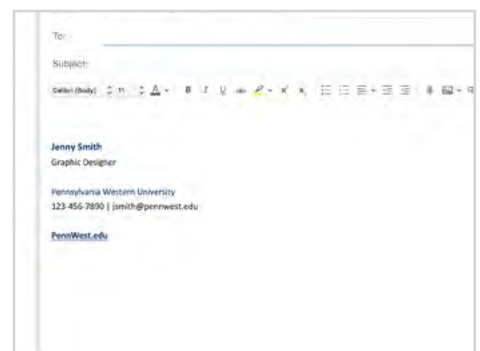 To:
Subject:
Calibri (Body) 11 A B I U ab x x
Jenny Smith
Graphic Designer
Pennsylvania Western University
123-456-7890 | jsmith@pennwest.edu
PennWest.edu